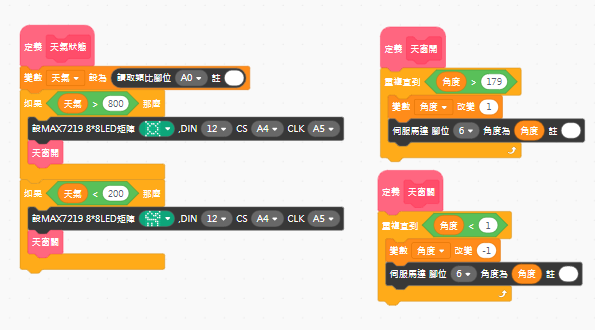 定義 天氣狀態
變數 天氣 設為 讀取類比腳位 A0 註
如果 天氣 > 800 那麼
設MAX7219 8*8LED矩陣 ,DIN 12 CS A4 CLK A5
天窗開
如果 天氣 < 200 那麼
設MAX7219 8*8LED矩陣 ,DIN 12 CS A4 CLK A5
天窗關
定義 天窗開
重複直到 角度 > 179
變數 角度 改變 1
伺服馬達 腳位 6 角度為 角度 註
定義 天窗關
重複直到 角度 < 1
變數 角度 改變 -1
伺服馬達 腳位 6 角度為 角度 註